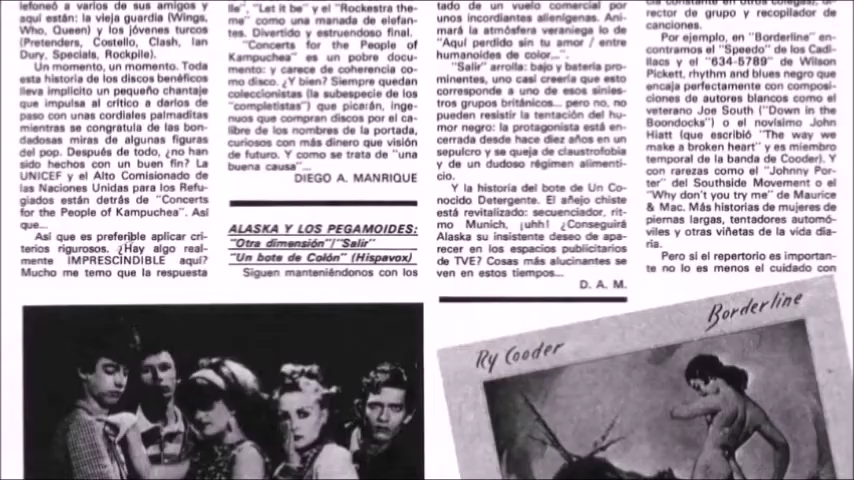 lefoneó a varios de sus amigos y
aquí están: la vieja guardia (Wings,
Who, Queen) y los jóvenes turcos
(Pretenders, Costello, Clash, Ian
Dury, Specials, Rockpile).
Un momento, un momento. Toda
esta historia de los discos benéficos
lleva implícito un pequeño chantaje
que impulsa al crítico a darlos de
paso con unas cordiales palmaditas
mientras se congratula de las bon-
dadosas miras de algunas figuras
del pop. Después de todo, ¿no han
sido hechos con un buen fin? La
UNICEF y el Alto Comisionado de
las Naciones Unidas para los Refu-
giados están detrás de "Concerts
for the People of Kampuchea". Así
que...
Así que es preferible aplicar cri-
terios rigurosos. ¿Hay algo real-
mente IMPRESCINDIBLE aquí?
Mucho me temo que la respuesta
lle", "Let it be" y el "Rockestra the-
me" como una manada de elefan-
tes. Divertido y estruendoso final.
"Concerts for the People of
Kampuchea" es un pobre docu-
mento: y carece de coherencia co-
mo disco. ¿Y bien? Siempre quedan
coleccionistas (la subespecie de los
"completistas") que picarán, inge-
nuos que compran discos por el ca-
libre de los nombres de la portada,
curiosos con más dinero que visión
de futuro. Y como se trata de "una
buena causa"...
DIEGO A. MANRIQUE
ALASKA Y LOS PEGAMOIDES:
"Otra dimensión"/"Salir"
"Un bote de Colón" (Hispavox)
Siguen manteniéndonos con los
tado de un vuelo comercial por
unos incordiantes alienígenas. Ani-
mará la atmósfera veraniega lo de
"Aquí perdido sin tu amor / entre
humanoides de color...".
"Salir" arrolla: bajo y batería pro-
minentes, uno casi creería que esto
corresponde a uno de esos sinies-
tros grupos británicos... pero no, no
pueden resistir la tentación del hu-
mor negro: la protagonista está en-
cerrada desde hace diez años en un
sepulcro y se queja de claustrofobia
y de un dudoso régimen alimenti-
cio.
Y la historia del bote de Un Co-
nocido Detergente. El añejo chiste
está revitalizado: secuenciador, rit-
mo Munich, ¡uhh! ¿Conseguirá
Alaska su insistente deseo de apa-
recer en los espacios publicitarios
de TVE? Cosas más alucinantes se
ven en estos tiempos...
D. A. M.
rector de grupo y recopilador de
canciones.
Por ejemplo, en "Borderline" en-
contramos el "Speedo" de los Cadi-
llacs y el "634-5789" de Wilson
Pickett, rhythm and blues negro que
encaja perfectamente con composi-
ciones de autores blancos como el
veterano Joe South ("Down in the
Boondocks") o el novísimo John
Hiatt (que escribió "The way we
make a broken heart" y es miembro
temporal de la banda de Cooder). Y
con rarezas como el "Johnny Por-
ter" del Southside Movement o el
"Why don't you try me" de Maurice
& Mac. Más historias de mujeres de
piernas largas, tentadores automó-
viles y otras viñetas de la vida dia-
ria.
Pero si el repertorio es importan-
te no lo es menos el cuidado con
Ry Cooder
Borderline